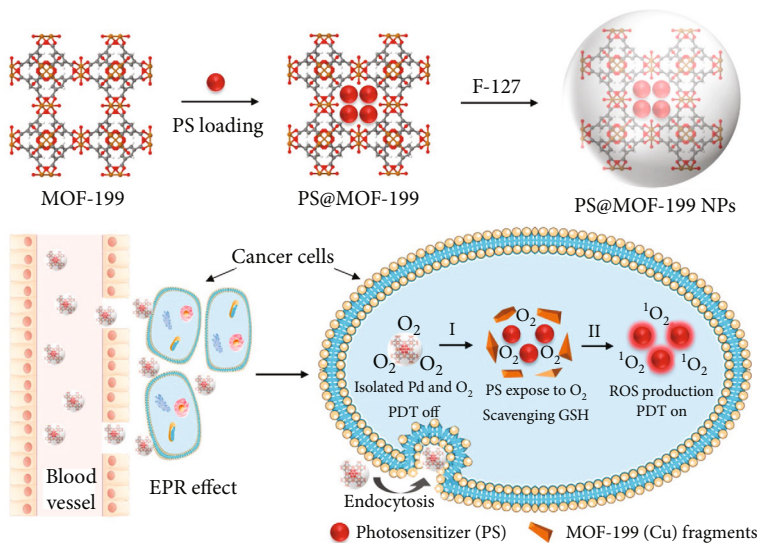 PS loading
F-127
MOF-199
PS@MOF-199
PS@MOF-199 NPs
Cancer cells
Blood
vessel
EPR effect
O₂
O₂
O₂
Isolated Pd and O₂
PDT off
I
O₂
O₂
O₂
PS expose to O₂
Scavenging GSH
II
¹O₂
¹O₂
¹O₂
ROS production
PDT on
Endocytosis
Photosensitizer (PS)
MOF-199 (Cu) fragments